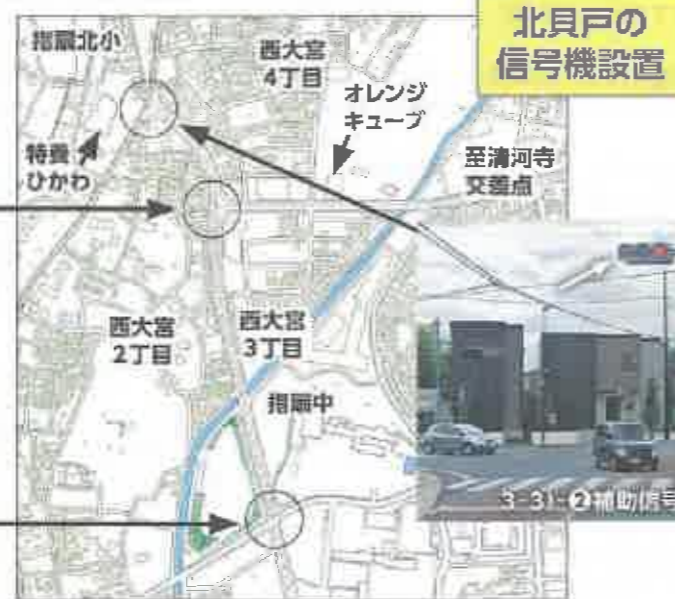 北貝戸の
信号機設置
指扇北小
西大宮
4丁目
オレンジ
キューブ
特養
ひかわ
至清河寺
交差点
西大宮
2丁目
西大宮
3丁目
指扇中
3-31 ❷補助信号